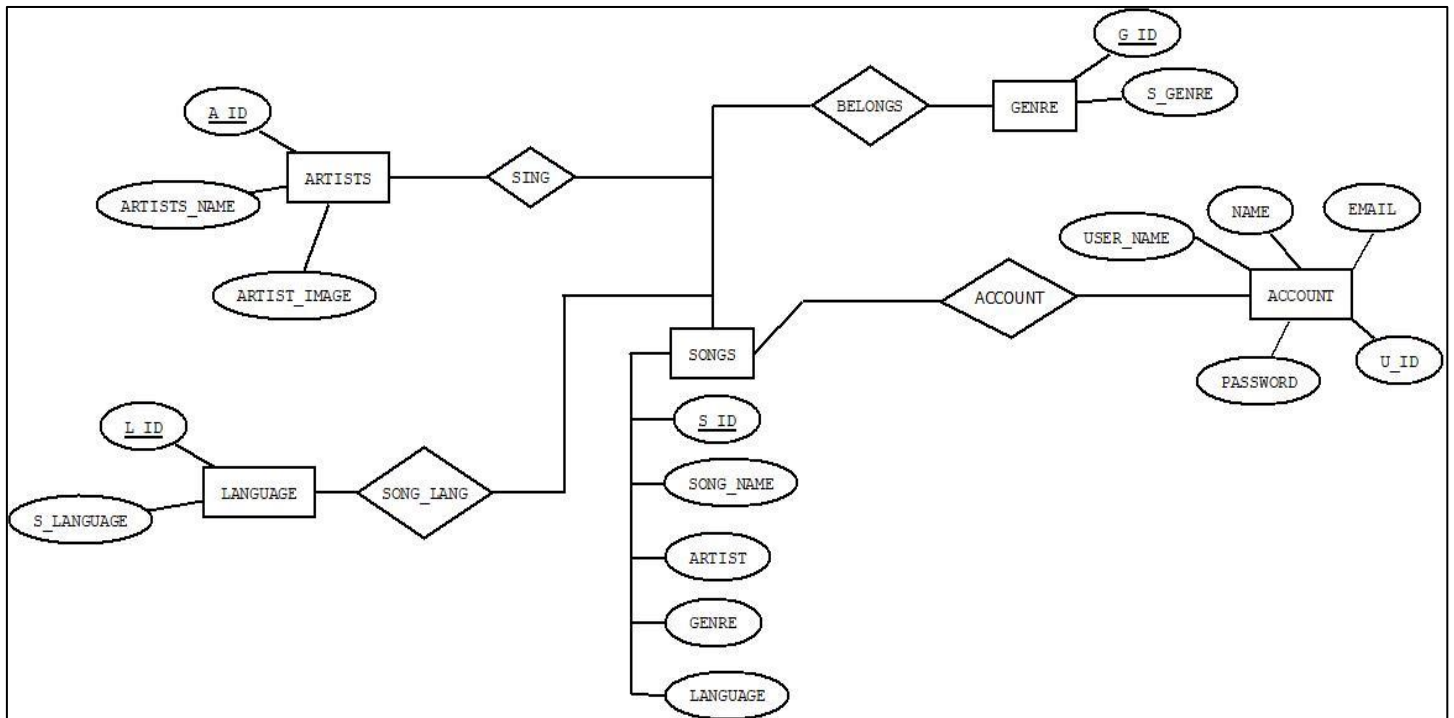 G_ID
BELONGS
GENRE
S_GENRE
A_ID
ARTISTS
SING
ARTISTS_NAME
ARTIST_IMAGE
NAME
EMAIL
USER_NAME
ACCOUNT
ACCOUNT
U_ID
PASSWORD
SONGS
S_ID
SONG_NAME
ARTIST
GENRE
LANGUAGE
L_ID
LANGUAGE
SONG_LANG
S_LANGUAGE